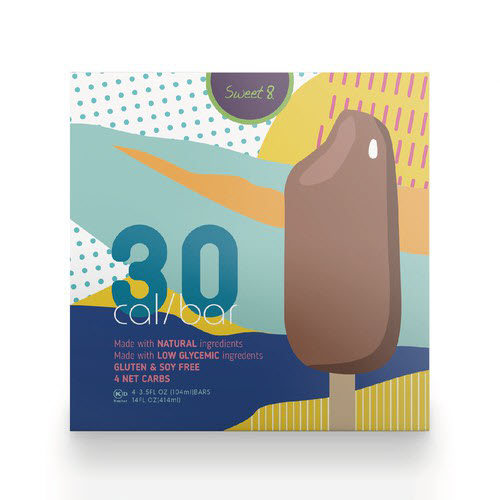 Sweet 8
30
cal/bar
Made with NATURAL ingredients
Made with LOW GLYCEMIC ingredents
GLUTEN & SOY FREE
4 NET CARBS
K D
4-3.5FL OZ (104ml)BARS
14FL OZ(414ml)